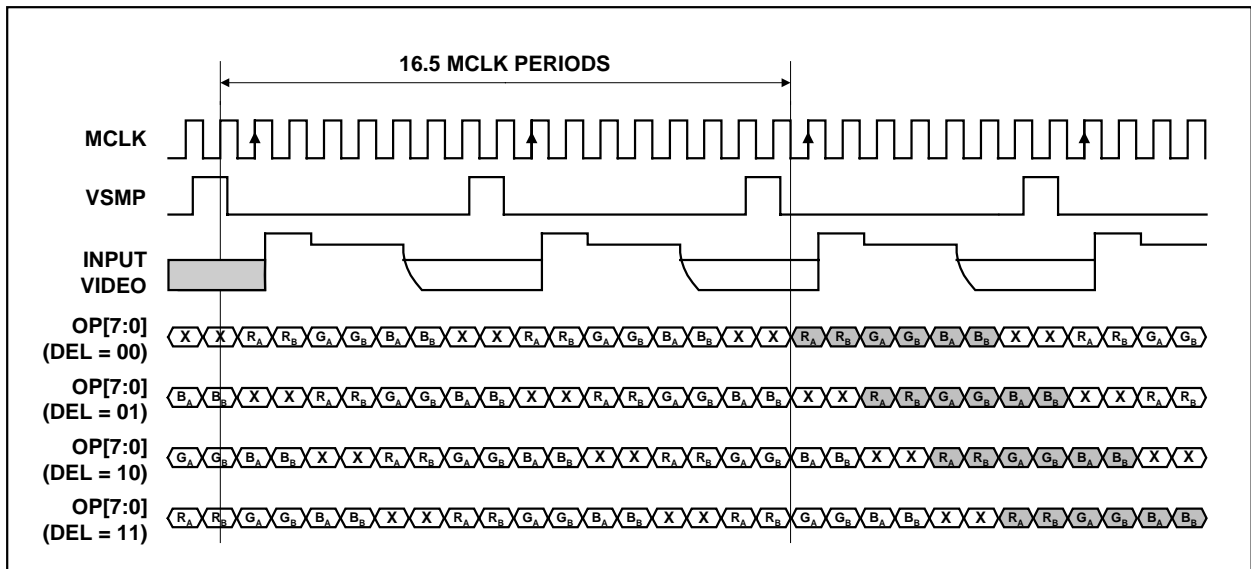 16.5 MCLK PERIODS
MCLK
VSMP
INPUT
VIDEO
OP[7:0]
(DEL = 00)
X X RA RB GA GB BA BB X X RA RB GA GB BA BB X X RA RB GA GB BA BB X X RA RB GA GB
OP[7:0]
(DEL = 01)
BA BB X X RA RB GA GB BA BB X X RA RB GA GB BA BB X X RA RB GA GB BA BB X X RA RB
OP[7:0]
(DEL = 10)
GA GB BA BB X X RA RB GA GB BA BB X X RA RB GA GB BA BB X X RA RB GA GB BA BB X X
OP[7:0]
(DEL = 11)
RA RB GA GB BA BB X X RA RB GA GB BA BB X X RA RB GA GB BA BB X X RA RB GA GB BA BB